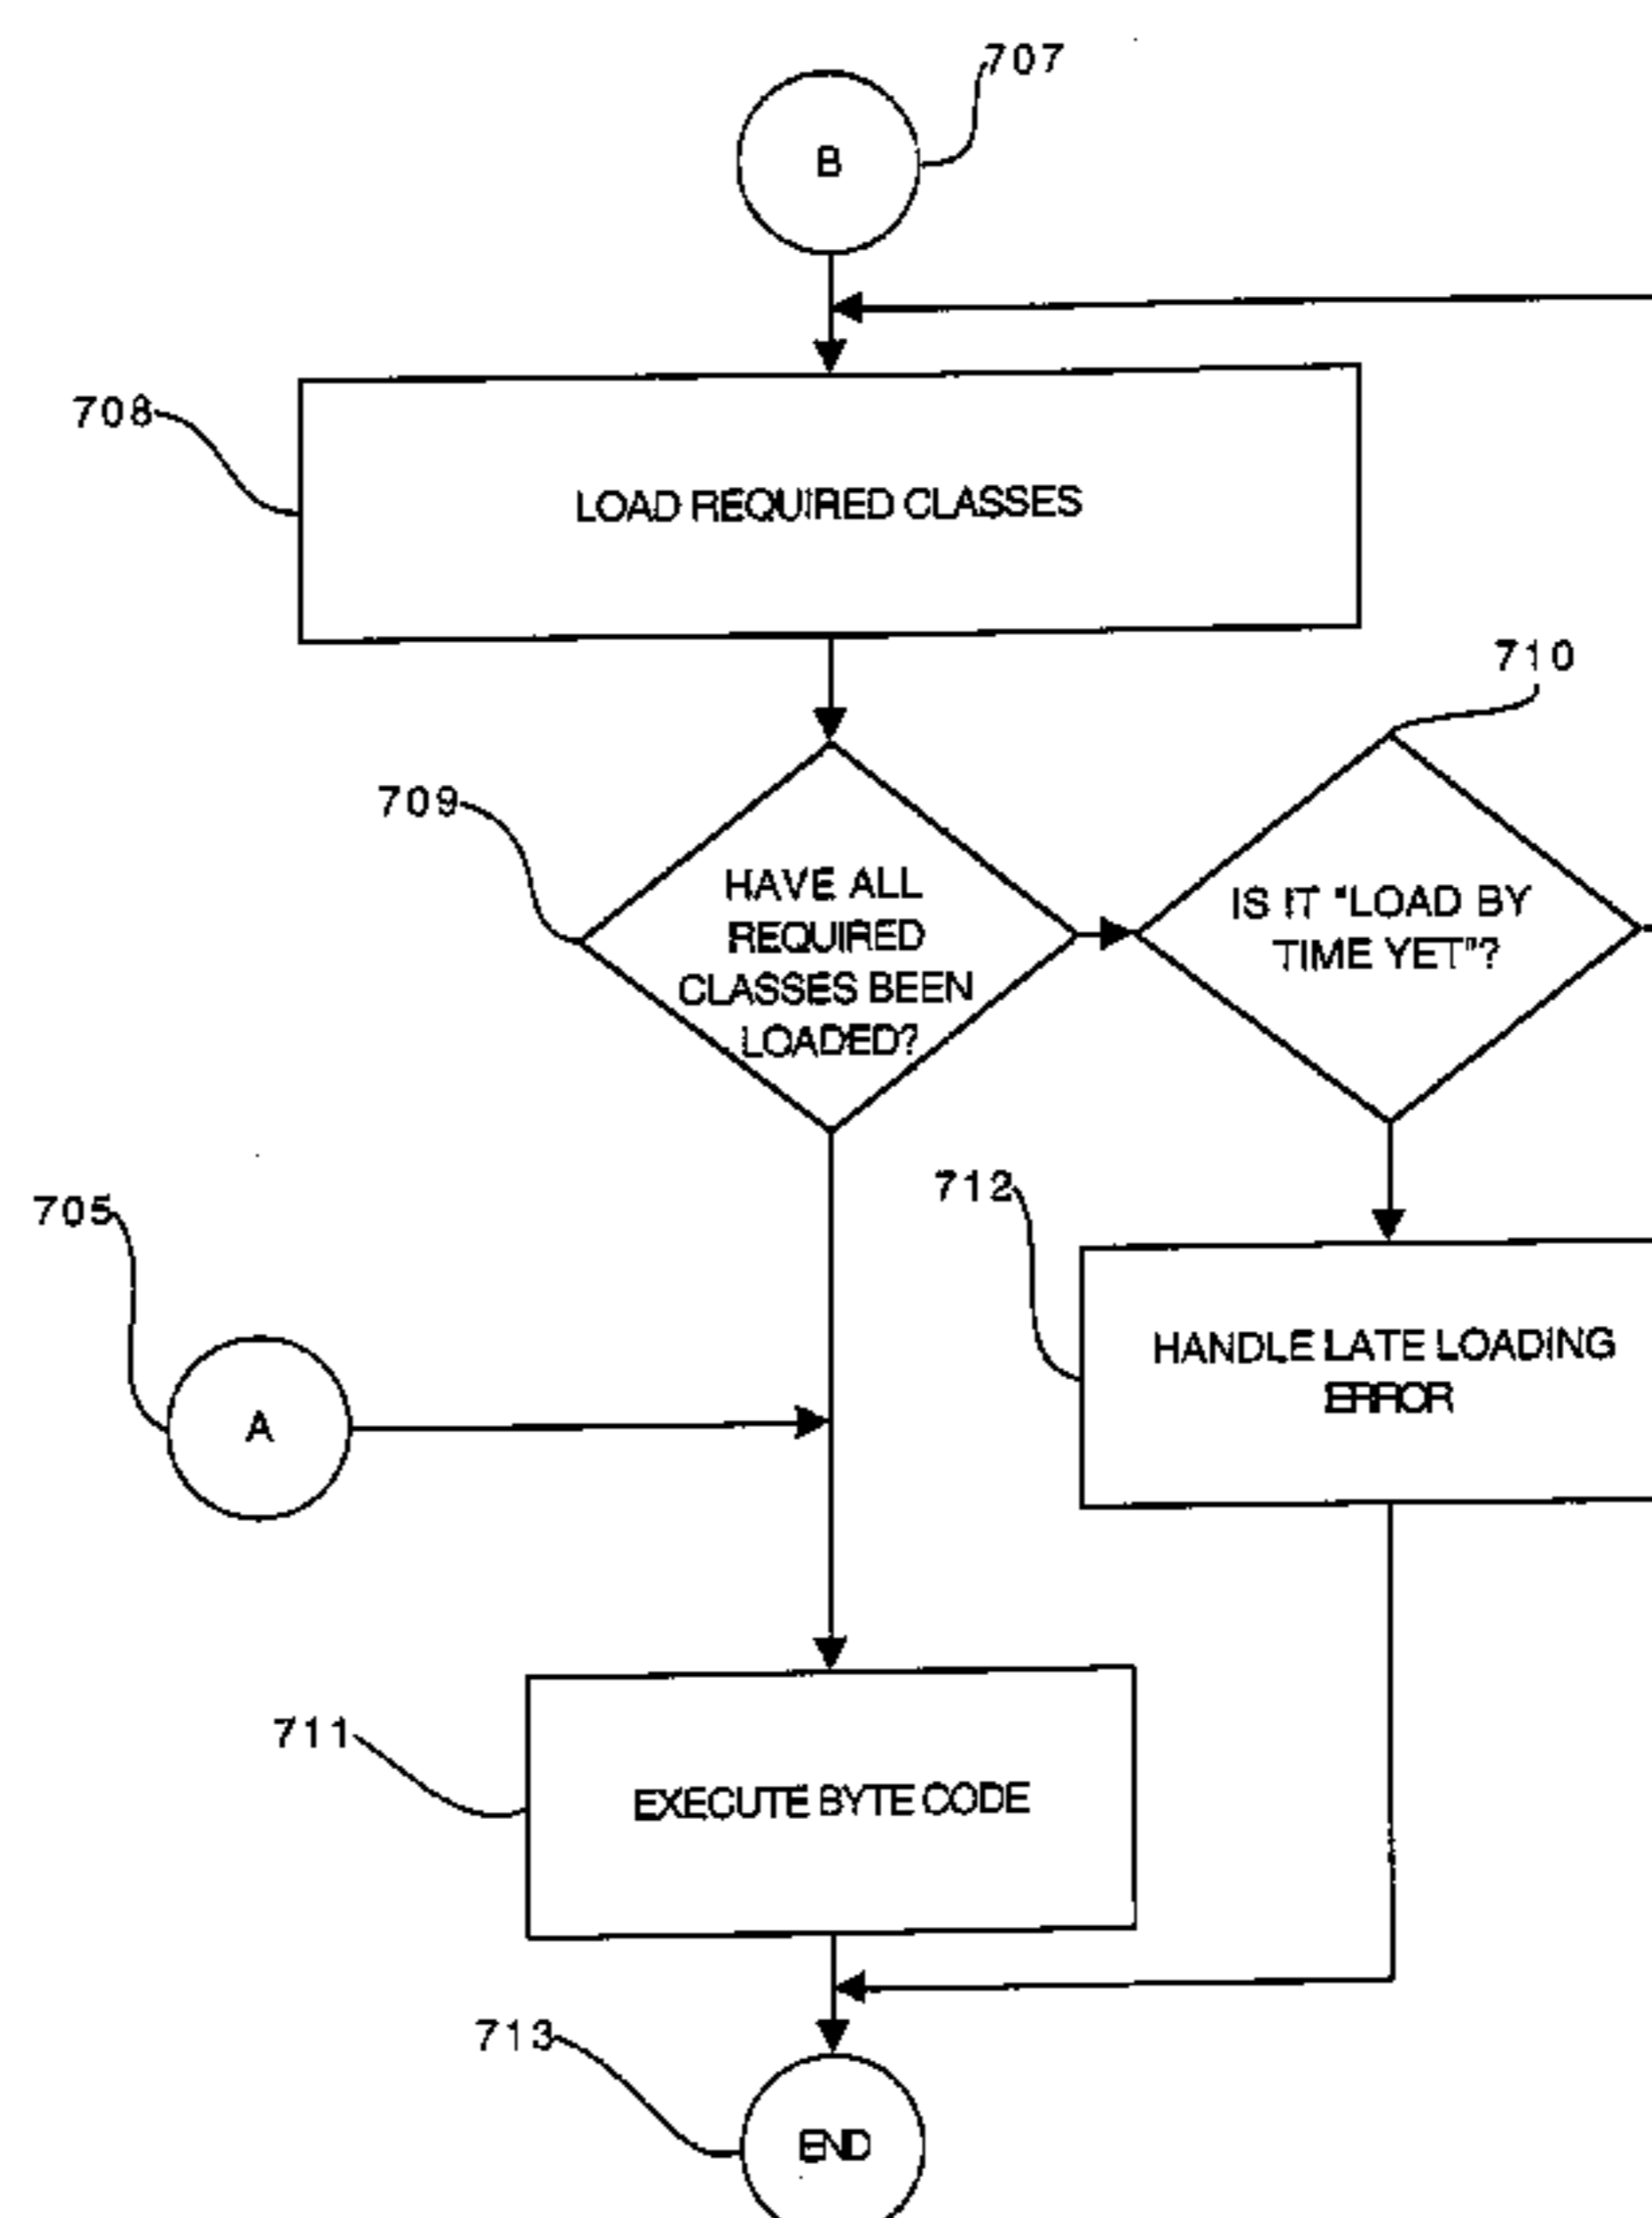 707
B
708
LOAD REQUIRED CLASSES
710
709
HAVE ALL
REQUIRED
CLASSES BEEN
LOADED?
IS IT "LOAD BY
TIME YET"?
712
705
HANDLE LATE LOADING
ERROR
A
711
EXECUTE BYTE CODE
713
END